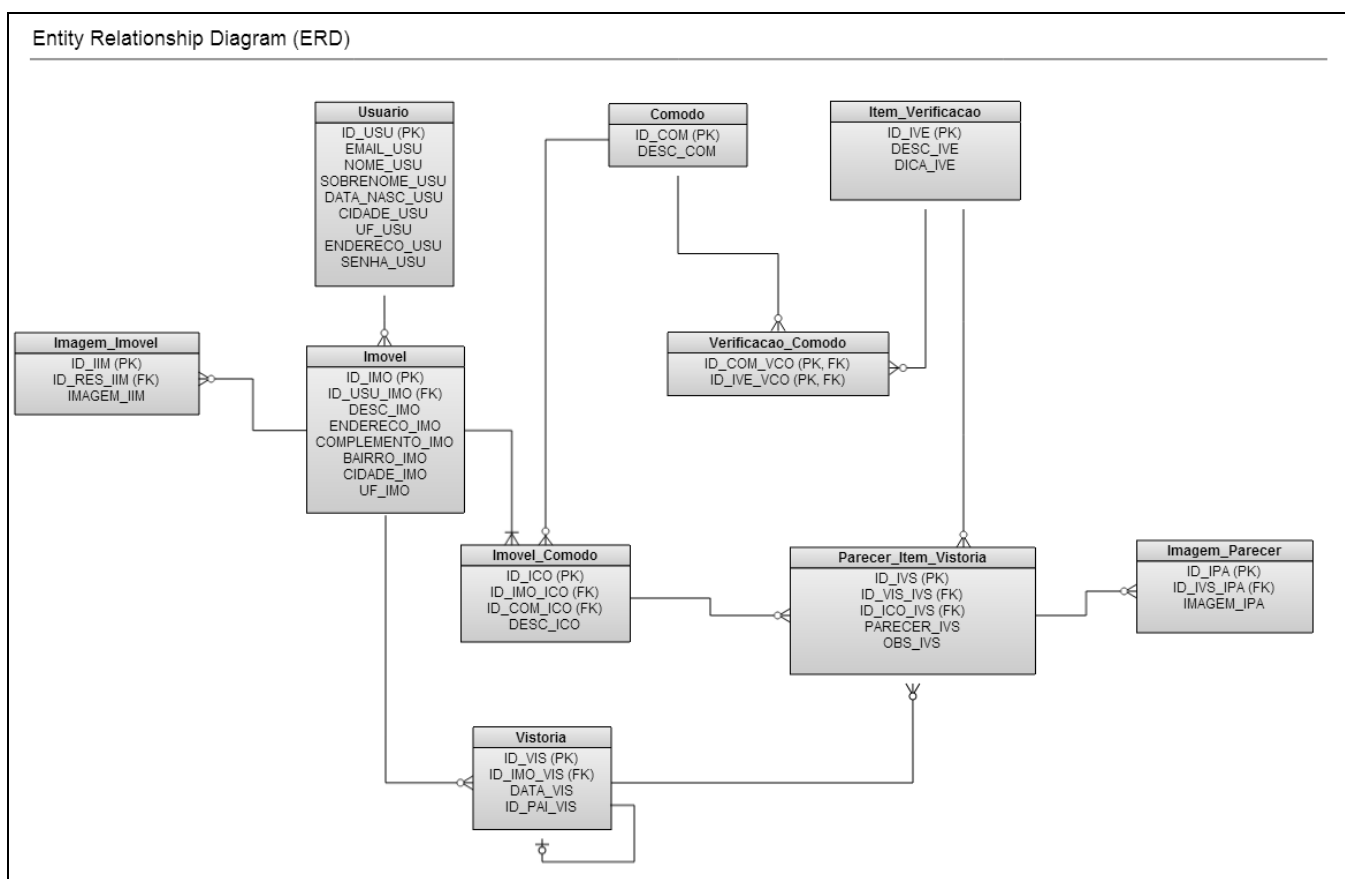 Entity Relationship Diagram (ERD)
Usuario
ID_USU (PK)
EMAIL_USU
NOME_USU
SOBRENOME_USU
DATA_NASC_USU
CIDADE_USU
UF_USU
ENDERECO_USU
SENHA_USU
Comodo
ID_COM (PK)
DESC_COM
Item_Verificacao
ID_IVE (PK)
DESC_IVE
DICA_IVE
Imagem_Imovel
ID_IIM (PK)
ID_RES_IIM (FK)
IMAGEM_IIM
Imovel
ID_IMO (PK)
ID_USU_IMO (FK)
DESC_IMO
ENDERECO_IMO
COMPLEMENTO_IMO
BAIRRO_IMO
CIDADE_IMO
UF_IMO
Verificacao_Comodo
ID_COM_VCO (PK, FK)
ID_IVE_VCO (PK, FK)
Imovel_Comodo
ID_ICO (PK)
ID_IMO_ICO (FK)
ID_COM_ICO (FK)
DESC_ICO
Parecer_Item_Vistoria
ID_IVS (PK)
ID_VIS_IVS (FK)
ID_ICO_IVS (FK)
PARECER_IVS
OBS_IVS
Imagem_Parecer
ID_IPA (PK)
ID_IVS_IPA (FK)
IMAGEM_IPA
Vistoria
ID_VIS (PK)
ID_IMO_VIS (FK)
DATA_VIS
ID_PAI_VIS